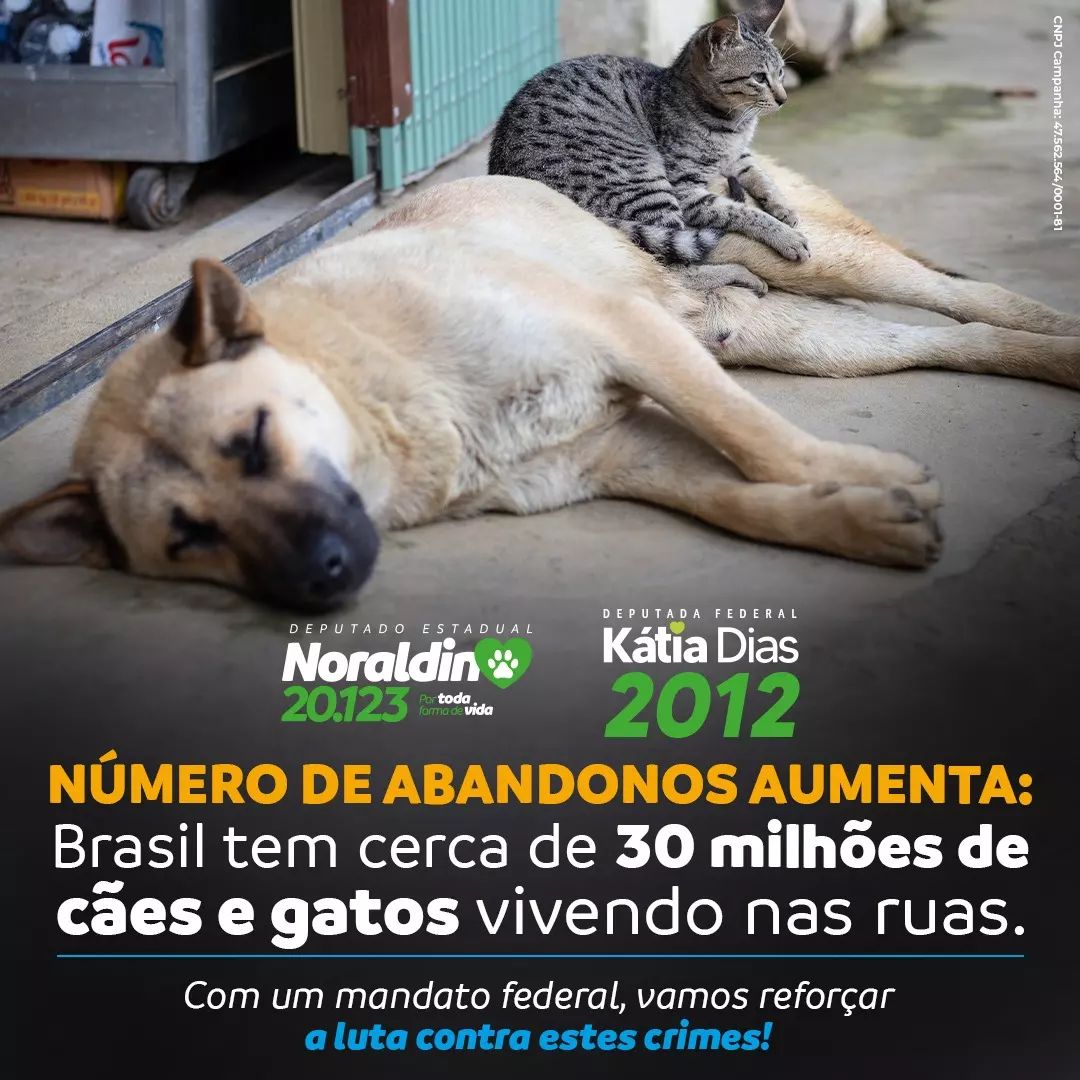 CNPJ Campanha: 47.562.564/0001-81
DEPUTADO ESTADUAL
Noraldin
20.123
Por toda
forma de vida
DEPUTADA FEDERAL
Kátia Dias
2012
NÚMERO DE ABANDONOS AUMENTA:
Brasil tem cerca de 30 milhões de
cães e gatos vivendo nas ruas.
Com um mandato federal, vamos reforçar
a luta contra estes crimes!